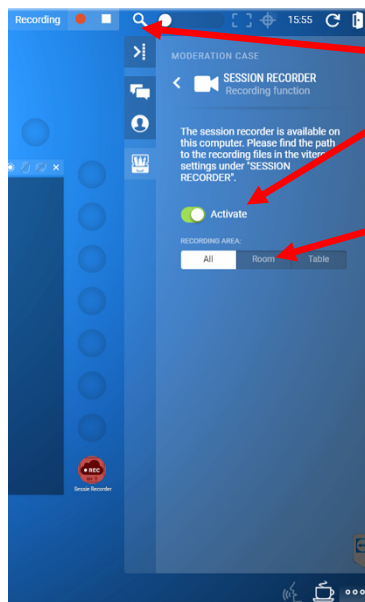 Recording
15:55
MODERATION CASE
SESSION RECORDER
Recording function
The session recorder is available on
this computer. Please find the path
to the recording files in the vitero
settings under "SESSION
RECORDER".
Activate
RECORDING AREA:
All Room Table
REC
Sessie Recorder